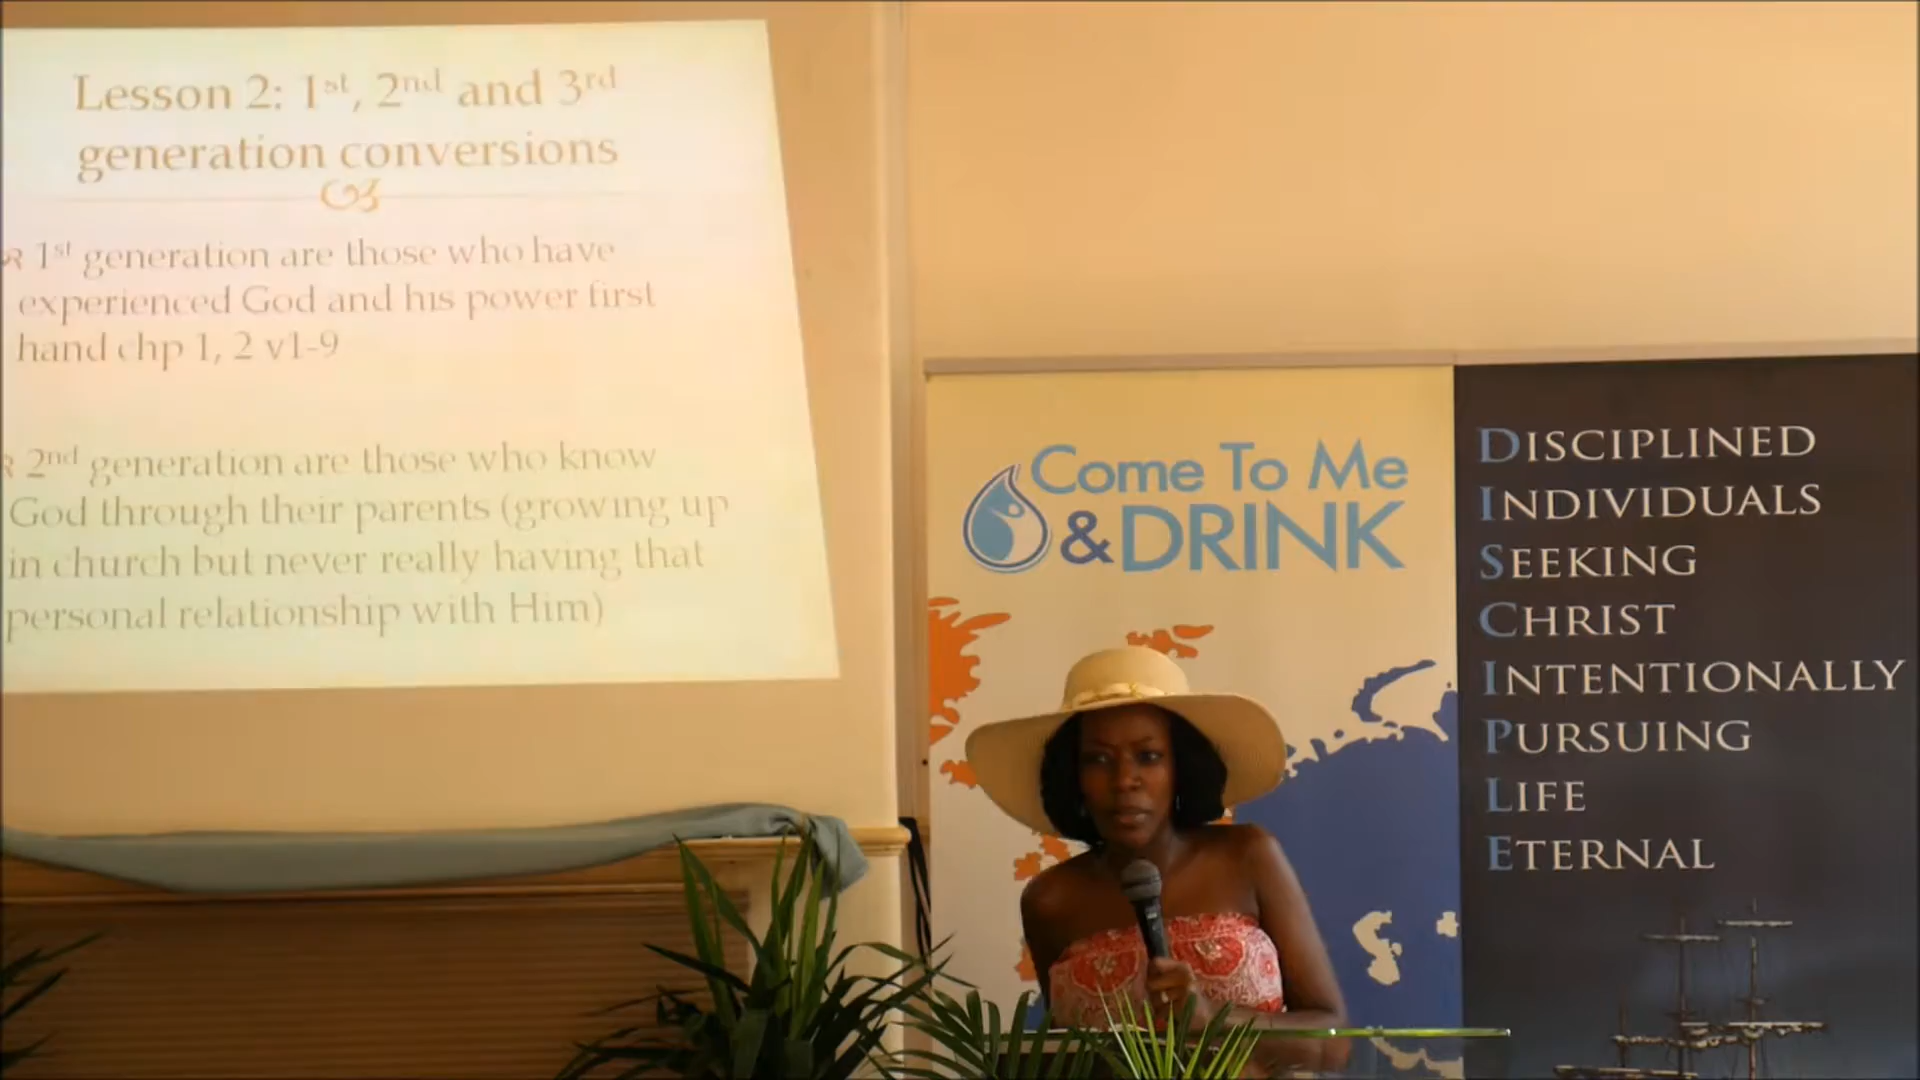 Lesson 2: 1st, 2nd and 3rd
generation conversions
1st generation are those who have
experienced God and his power first
hand chp 1, 2 v1-9
2nd generation are those who know
God through their parents (growing up
in church but never really having that
personal relationship with Him)
Come To Me
& DRINK
DISCIPLINED
INDIVIDUALS
SEEKING
CHRIST
INTENTIONALLY
PURSUING
LIFE
ETERNAL